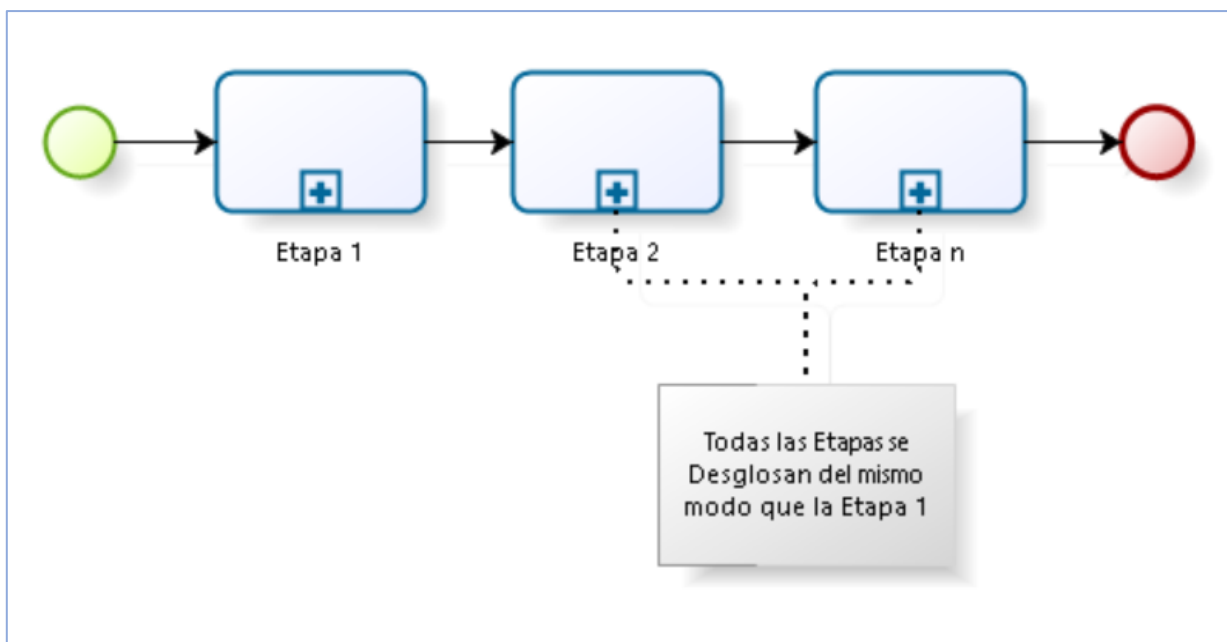 Etapa 1
Etapa 2
Etapa n
Todas las Etapas se
Desglosan del mismo
modo que la Etapa 1